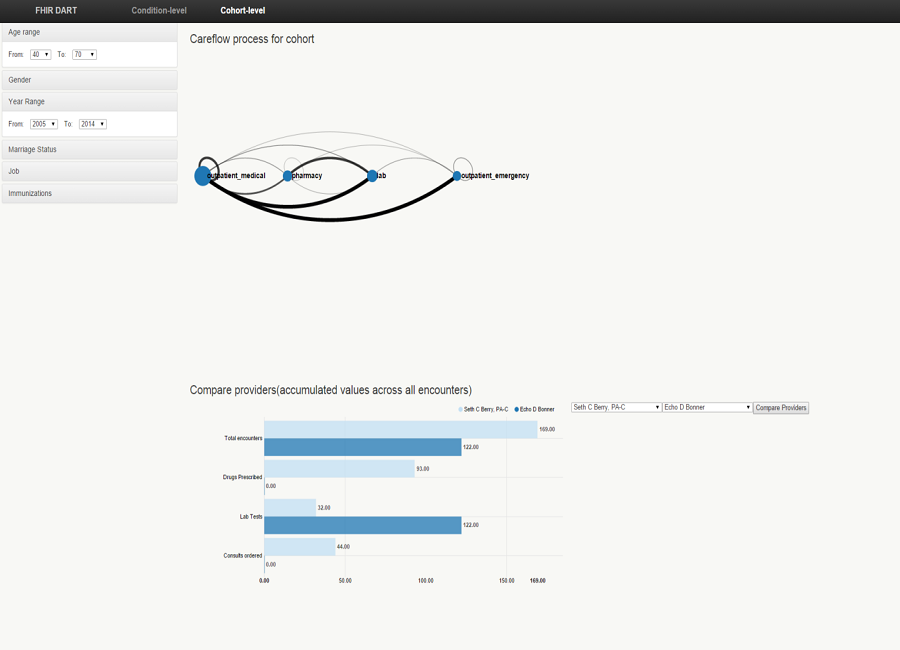 FHIR DART Condition-level Cohort-level
Age range
From: 40 To: 70
Gender
Year Range
From: 2005 To: 2014
Marriage Status
Job
Immunizations
Careflow process for cohort
outpatient_medical pharmacy lab outpatient_emergency
Compare providers(accumulated values across all encounters)
Seth C Berry, PA-C Echo D Bonner
Seth C Berry, PA-C Echo D Bonner Compare Providers
Total encounters 169.00
122.00
Drugs Prescribed 93.00
0.00
Lab Tests 32.00
122.00
Consults ordered 44.00
0.00
0.00 50.00 100.00 150.00 169.00